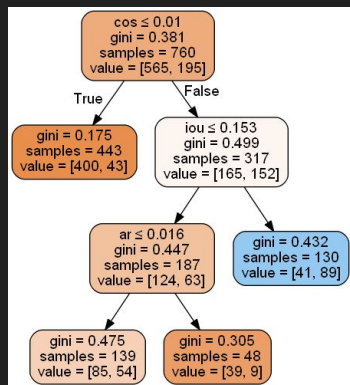 cos ≤ 0.01
gini = 0.381
samples = 760
value = [565, 195]
True
False
gini = 0.175
samples = 443
value = [400, 43]
iou ≤ 0.153
gini = 0.499
samples = 317
value = [165, 152]
ar ≤ 0.016
gini = 0.447
samples = 187
value = [124, 63]
gini = 0.432
samples = 130
value = [41, 89]
gini = 0.475
samples = 139
value = [85, 54]
gini = 0.305
samples = 48
value = [39, 9]